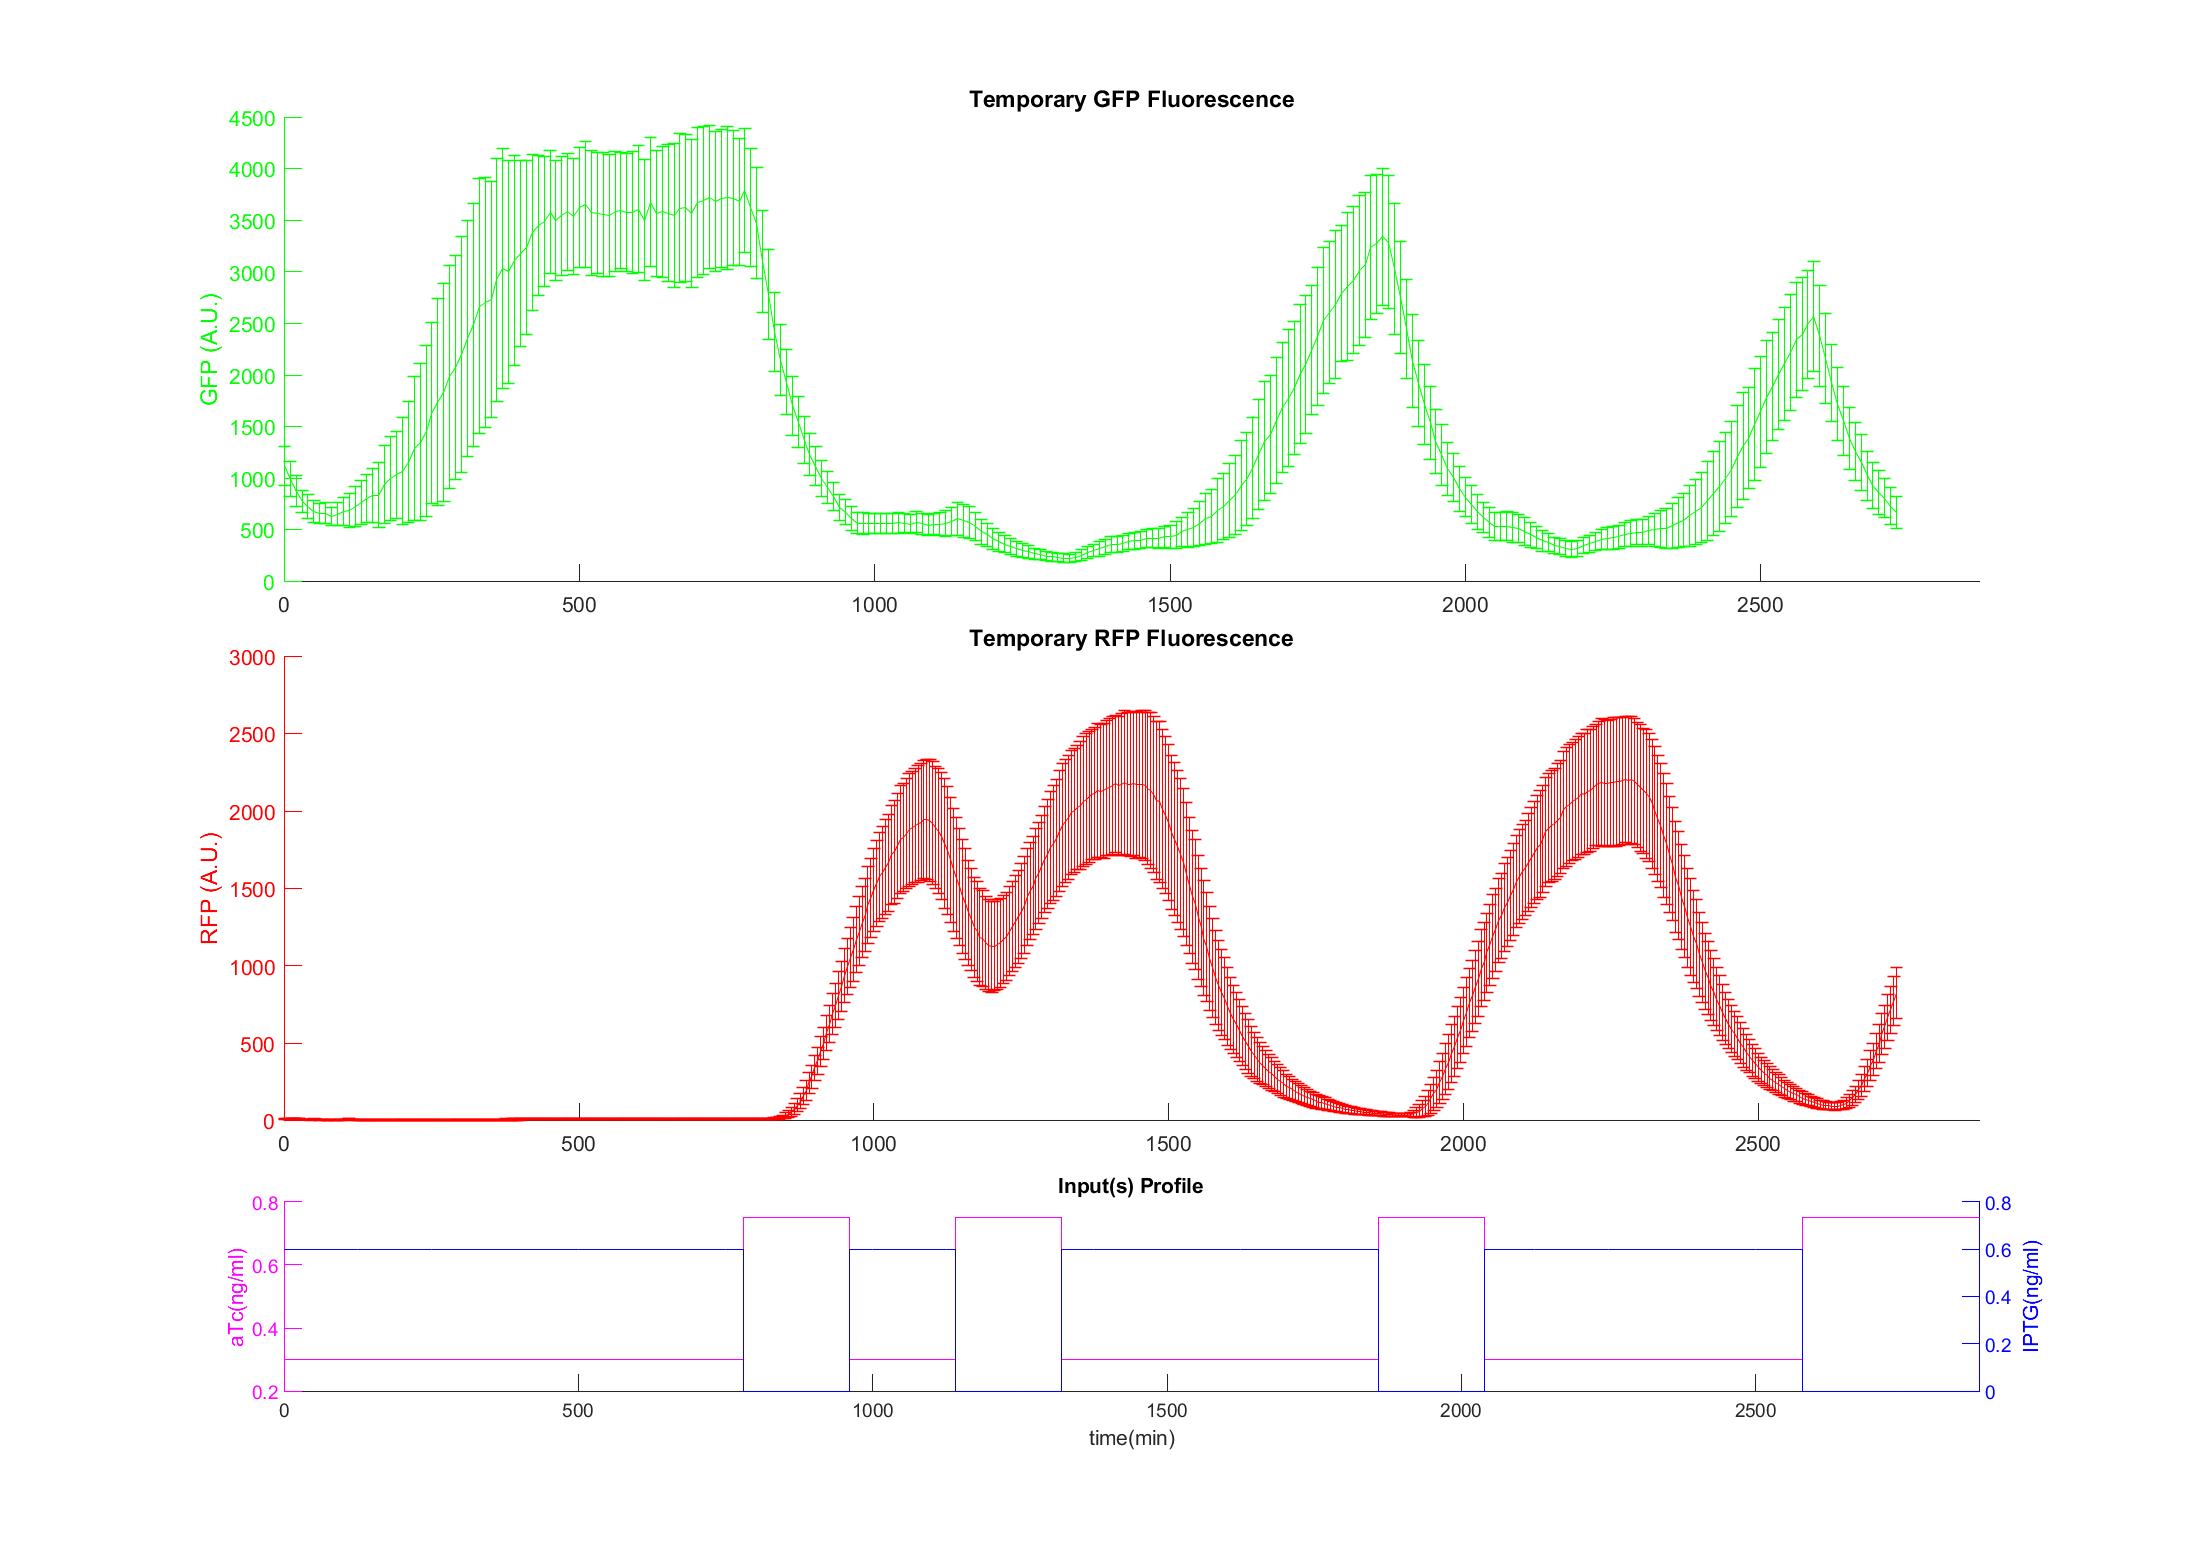 Temporary GFP Fluorescence
4500
4000
3500
3000
2500
2000
1500
1000
500
0
GFP (A.U.)
0 500 1000 1500 2000 2500
Temporary RFP Fluorescence
3000
2500
2000
1500
1000
500
0
RFP (A.U.)
0 500 1000 1500 2000 2500
Input(s) Profile
0.8
0.6
0.4
0.2
aTc(ng/ml)
0.8
0.6
0.4
0.2
0
IPTG(ng/ml)
0 500 1000 1500 2000 2500
time(min)